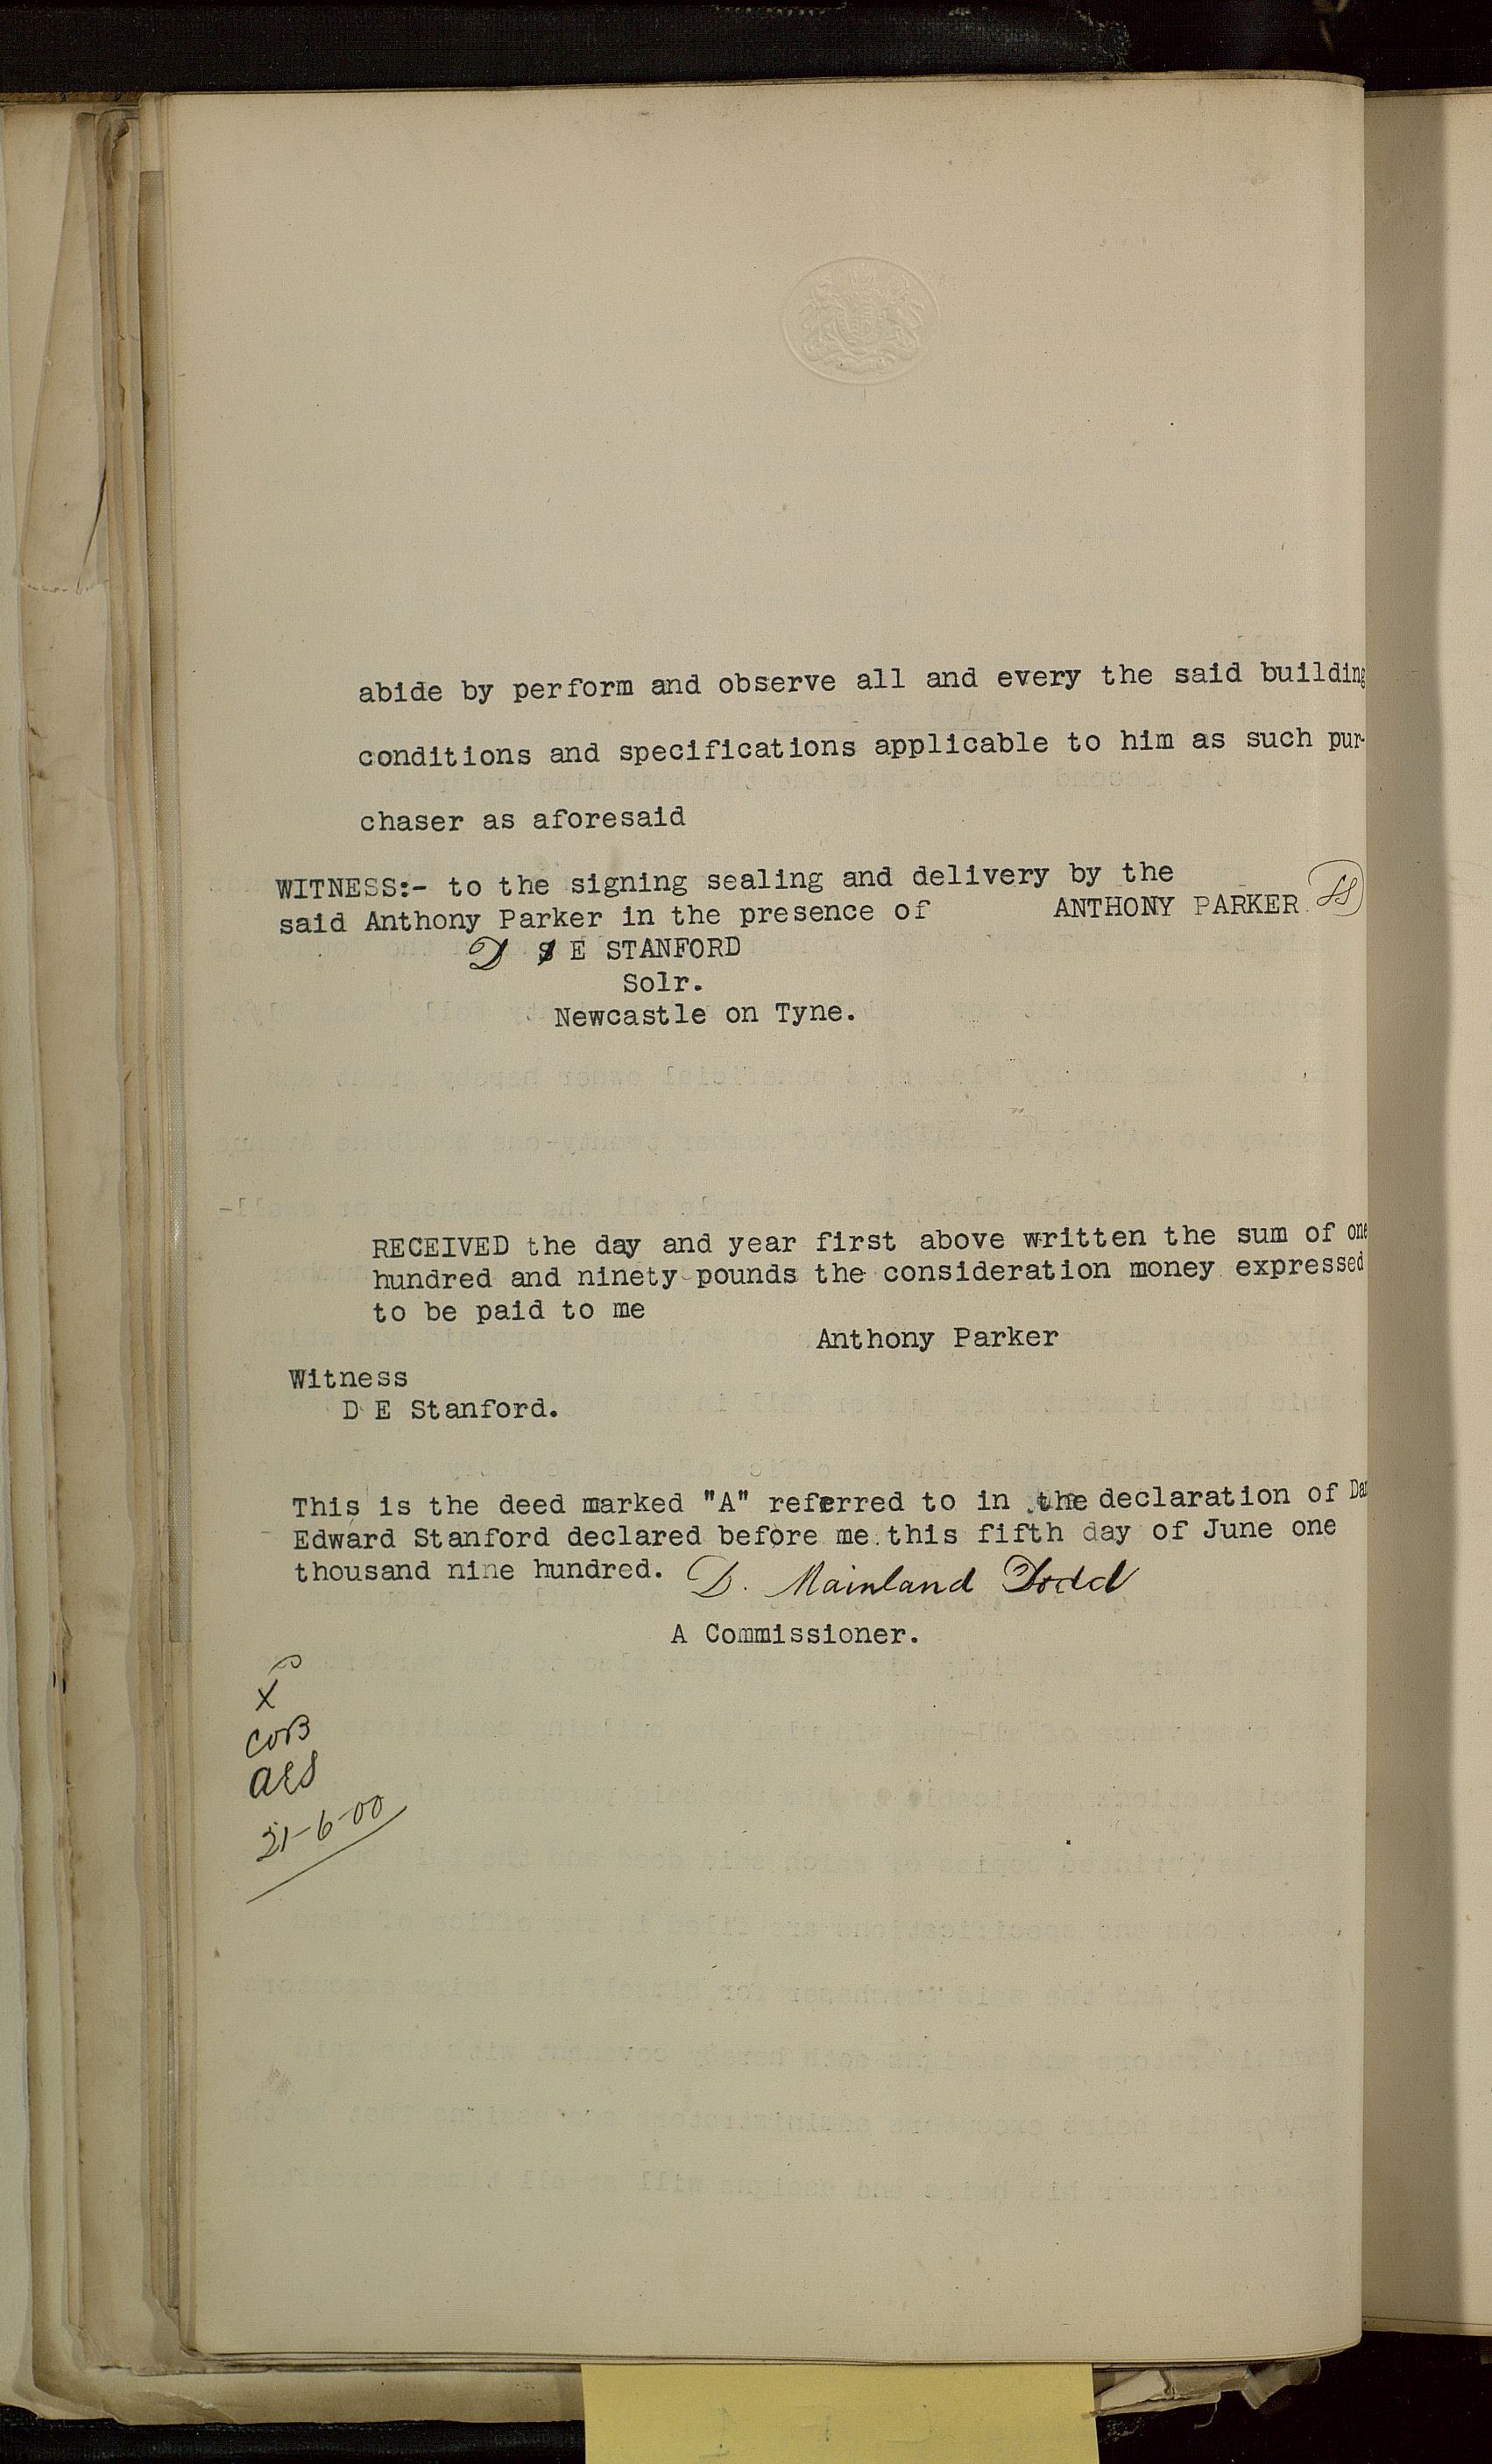 abide by perform and observe all and every the said building
conditions and specifications applicable to him as such pur-
chaser as aforesaid
WITNESS:- to the signing sealing and delivery by the
said Anthony Parker in the presence of ANTHONY PARKER
D E STANFORD
Solr.
Newcastle on Tyne.
RECEIVED the day and year first above written the sum of one
hundred and ninety pounds the consideration money expressed
to be paid to me
Anthony Parker
Witness
D E Stanford.
This is the deed marked "A" referred to in the declaration of Dan
Edward Stanford declared before me this fifth day of June one
thousand nine hundred. D. Mainland Dodd
A Commissioner.
X
21-6-00